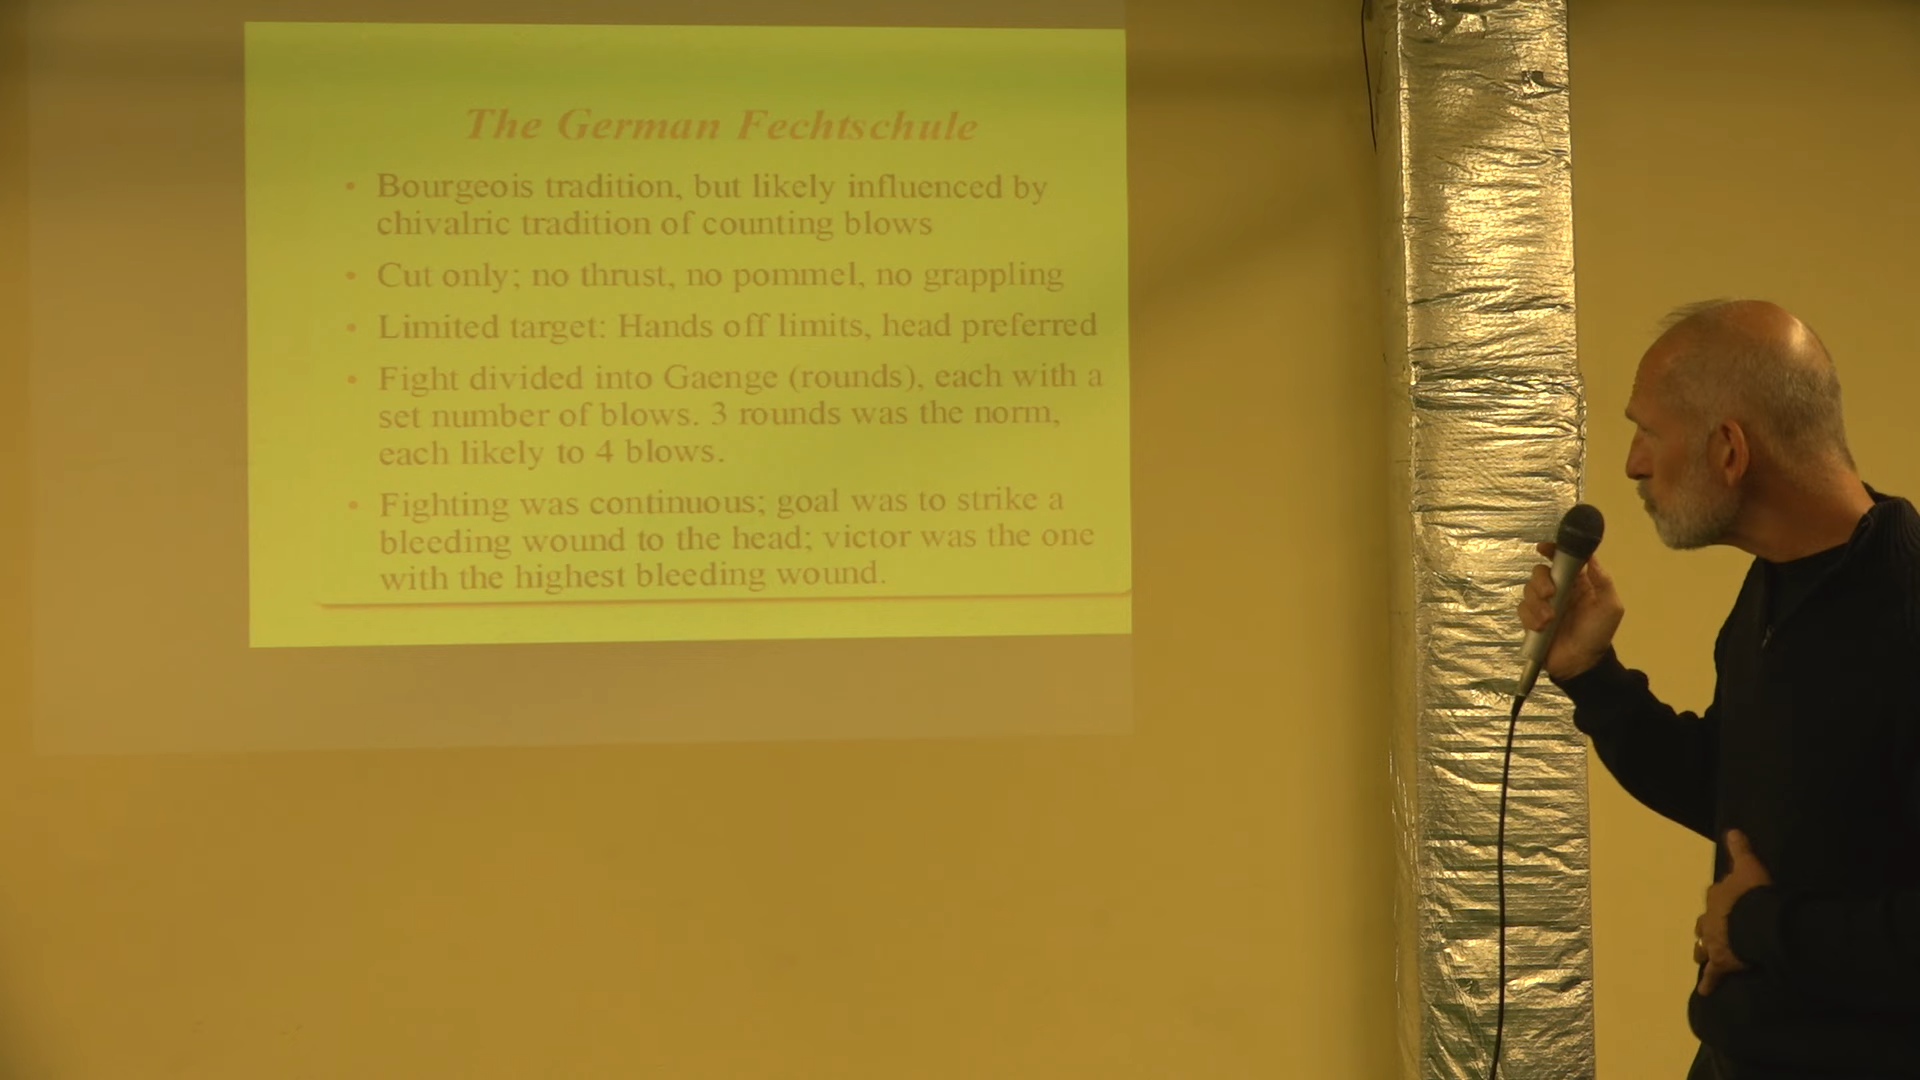 The German Fechtschule
• Bourgeois tradition, but likely influenced by
chivalric tradition of counting blows
• Cut only; no thrust, no pommel, no grappling
• Limited target: Hands off limits, head preferred
• Fight divided into Gaenge (rounds), each with a
set number of blows. 3 rounds was the norm,
each likely to 4 blows.
• Fighting was continuous; goal was to strike a
bleeding wound to the head; victor was the one
with the highest bleeding wound.